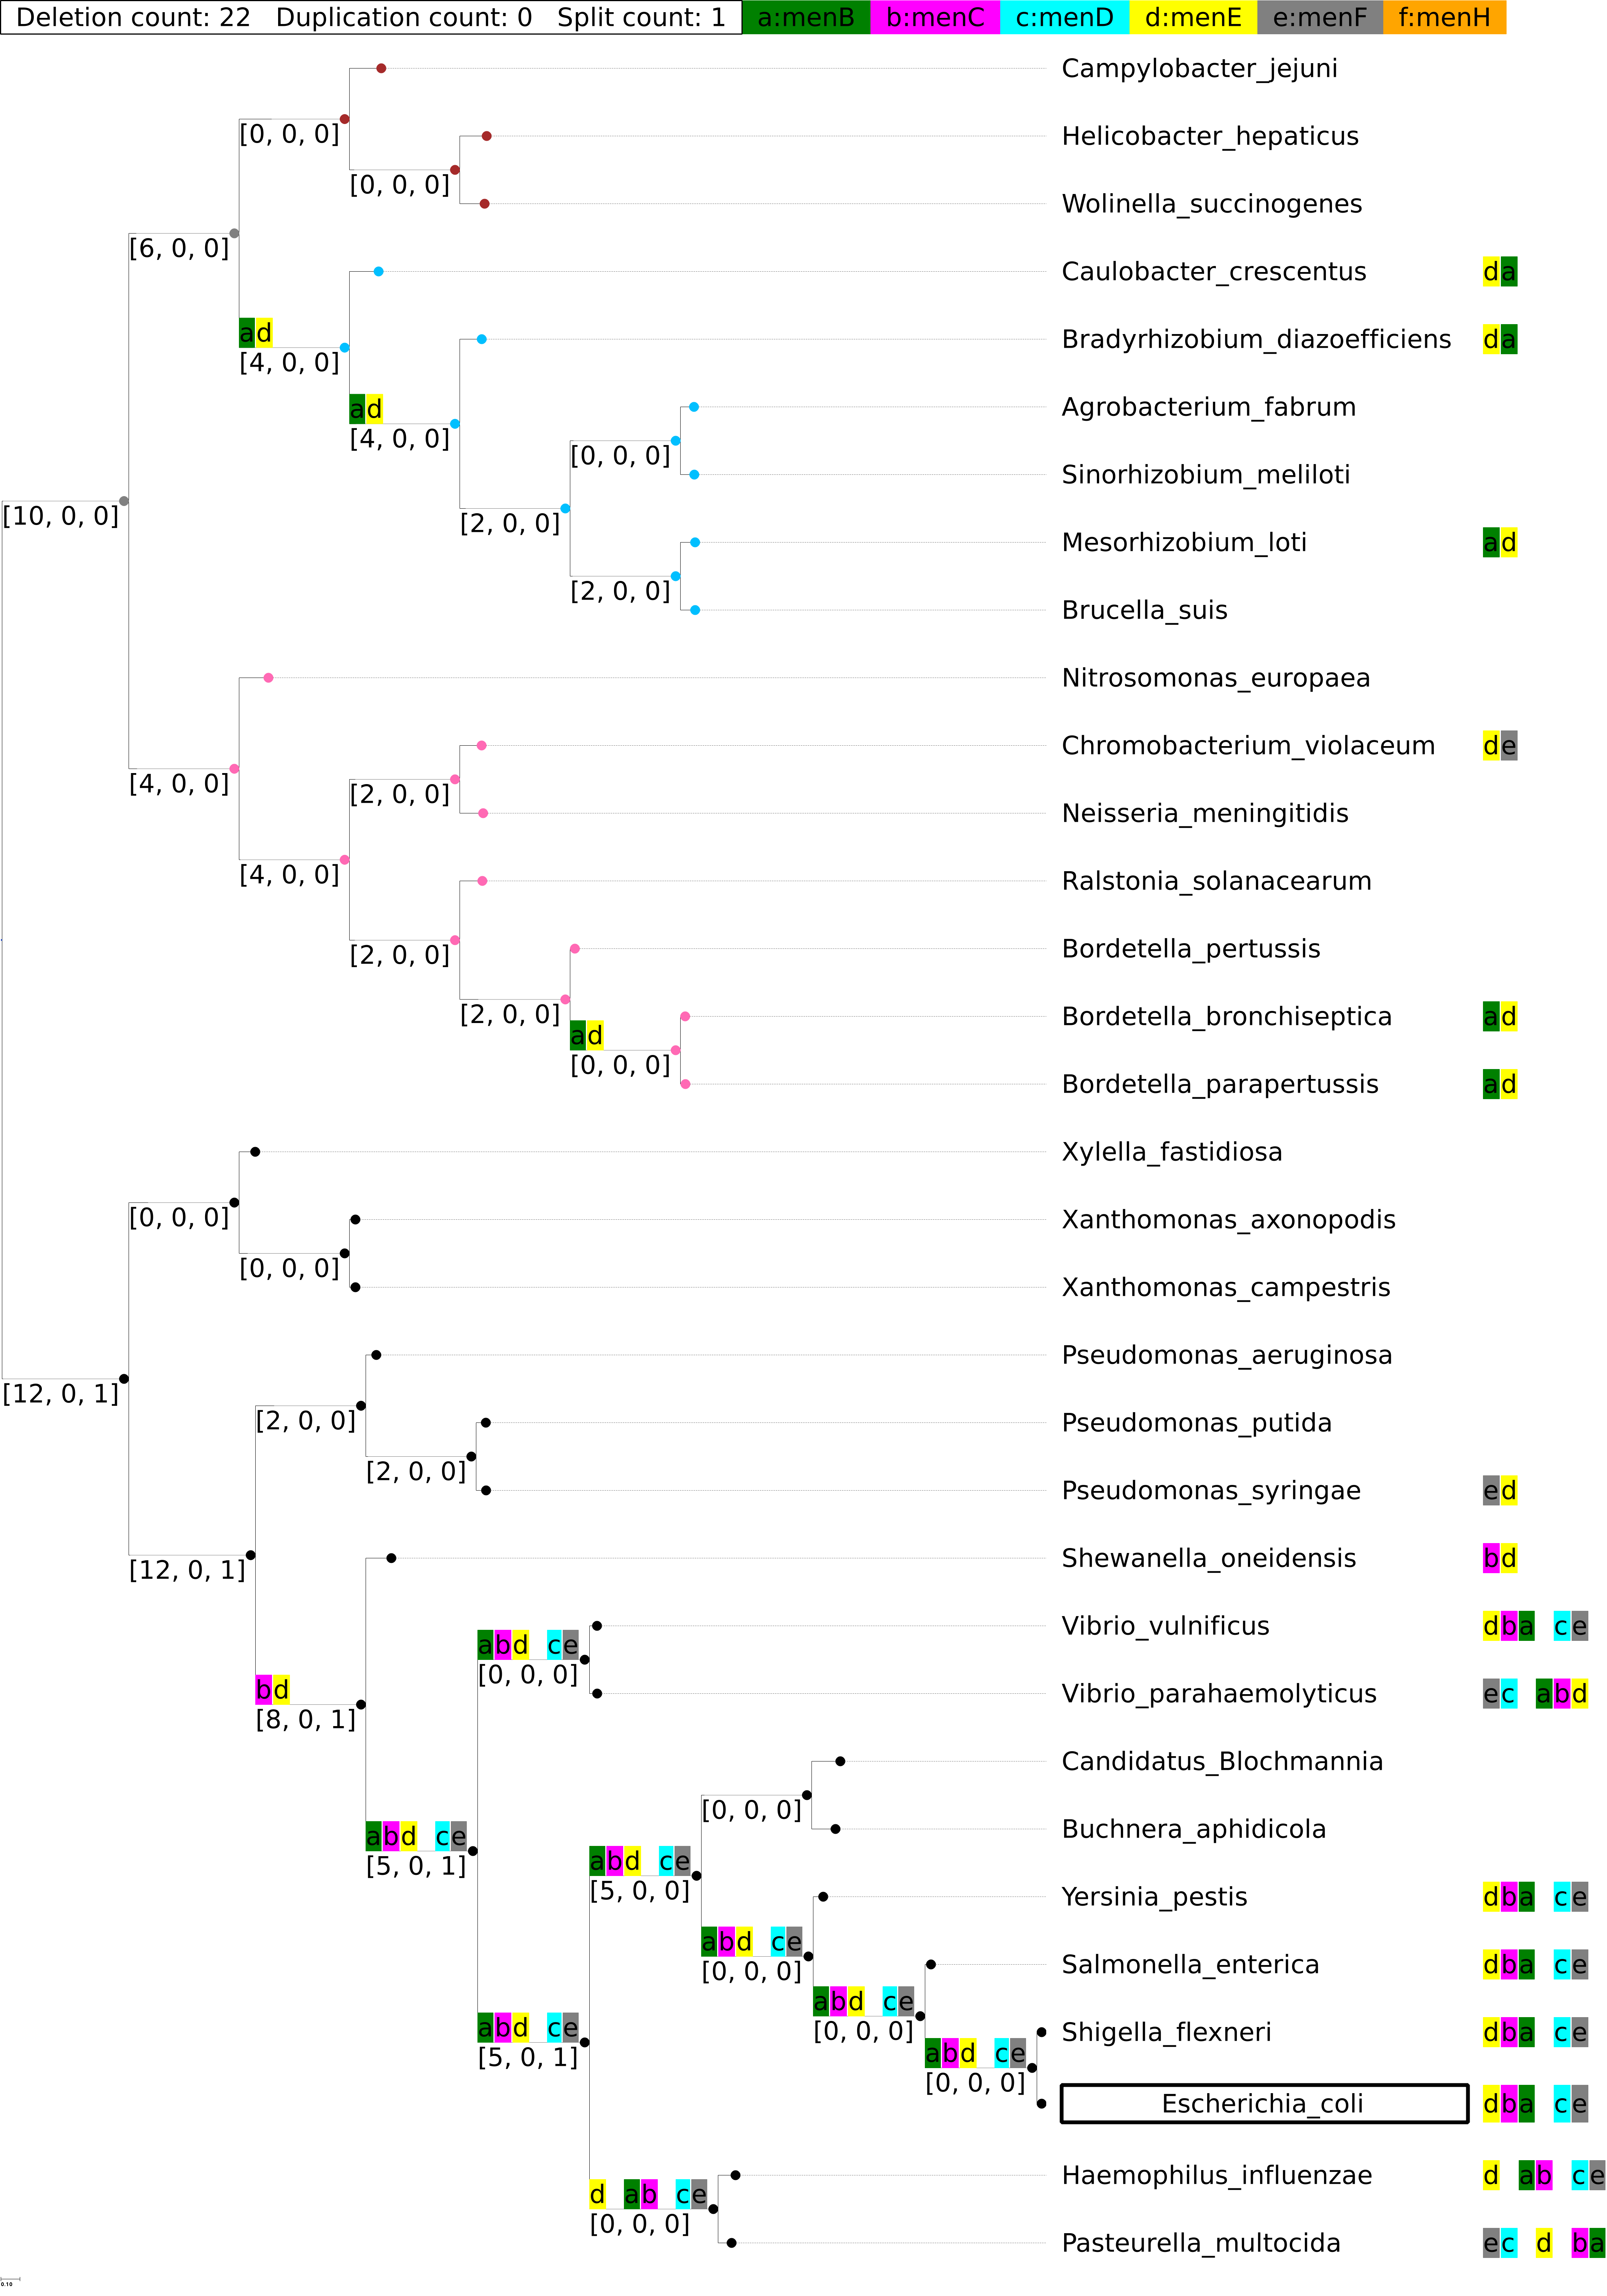 Deletion count: 22 Duplication count: 0 Split count: 1 a:menB b:menC c:menD d:menE e:menF f:menH
Campylobacter_jejuni
[0, 0, 0]
Helicobacter_hepaticus
[0, 0, 0]
Wolinella_succinogenes
[6, 0, 0]
Caulobacter_crescentus da
ad
[4, 0, 0]
Bradyrhizobium_diazoefficiens da
ad
[4, 0, 0]
Agrobacterium_fabrum
[0, 0, 0]
Sinorhizobium_meliloti
[10, 0, 0]
[2, 0, 0]
Mesorhizobium_loti ad
[2, 0, 0]
Brucella_suis
Nitrosomonas_europaea
[4, 0, 0]
Chromobacterium_violaceum de
[2, 0, 0]
Neisseria_meningitidis
[4, 0, 0]
Ralstonia_solanacearum
[2, 0, 0]
Bordetella_pertussis
[2, 0, 0]
Bordetella_bronchiseptica ad
ad
[0, 0, 0]
Bordetella_parapertussis ad
Xylella_fastidiosa
[0, 0, 0]
Xanthomonas_axonopodis
[0, 0, 0]
Xanthomonas_campestris
Pseudomonas_aeruginosa
[12, 0, 1]
[2, 0, 0]
Pseudomonas_putida
[2, 0, 0]
Pseudomonas_syringae ed
Shewanella_oneidensis bd
[12, 0, 1]
Vibrio_vulnificus dba ce
abd ce
[0, 0, 0]
Vibrio_parahaemolyticus ec abd
bd
[8, 0, 1]
Candidatus_Blochmannia
[0, 0, 0]
Buchnera_aphidicola
abd ce
[5, 0, 1]
abd ce
[5, 0, 0]
Yersinia_pestis dba ce
abd ce
[0, 0, 0]
Salmonella_enterica dba ce
abd ce
[0, 0, 0]
Shigella_flexneri dba ce
abd ce
[5, 0, 1]
abd ce
[0, 0, 0]
Escherichia_coli dba ce
Haemophilus_influenzae d ab ce
d ab ce
[0, 0, 0]
Pasteurella_multocida ec d ba
0.10